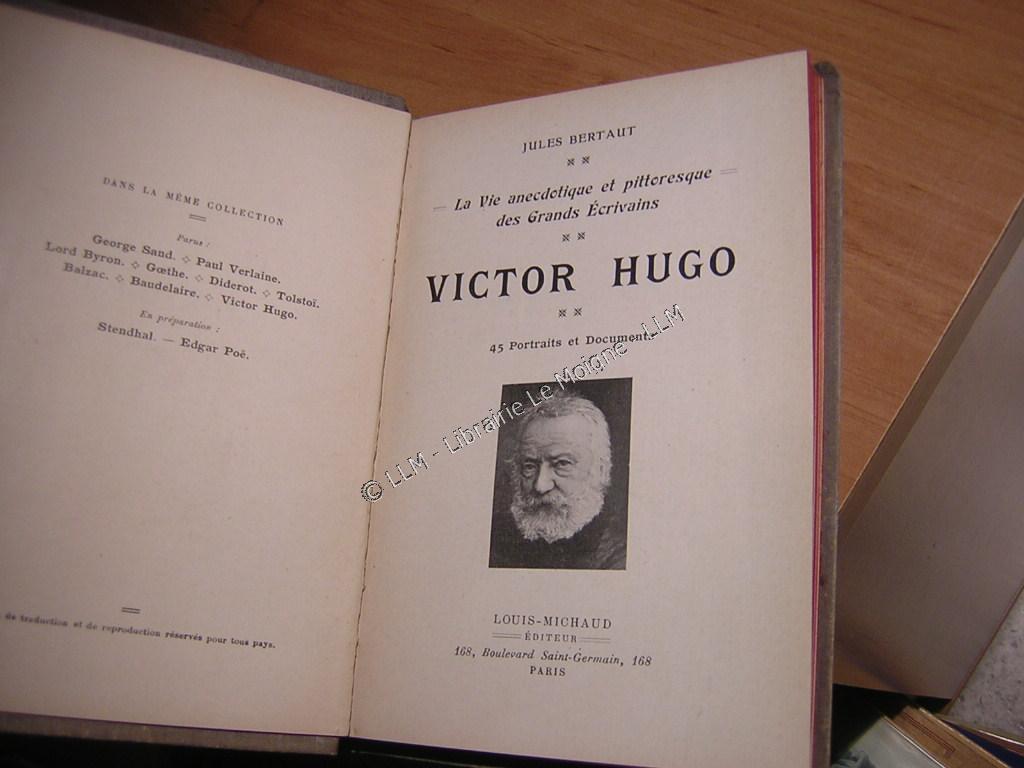 DANS LA MÊME COLLECTION
Parus :
George Sand. ✧ Paul Verlaine.
Lord Byron. ✧ Gœthe. ✧ Diderot. ✧ Tolstoï.
Balzac. ✧ Baudelaire. ✧ Victor Hugo.
En préparation :
Stendhal. — Edgar Poë.
de traduction et de reproduction réservés pour tous pays.
JULES BERTAUT
La Vie anecdotique et pittoresque
des Grands Écrivains
VICTOR HUGO
45 Portraits et Documents
© LLM - Librairie Le Moigne - LLM
LOUIS-MICHAUD
ÉDITEUR
168, Boulevard Saint-Germain, 168
PARIS